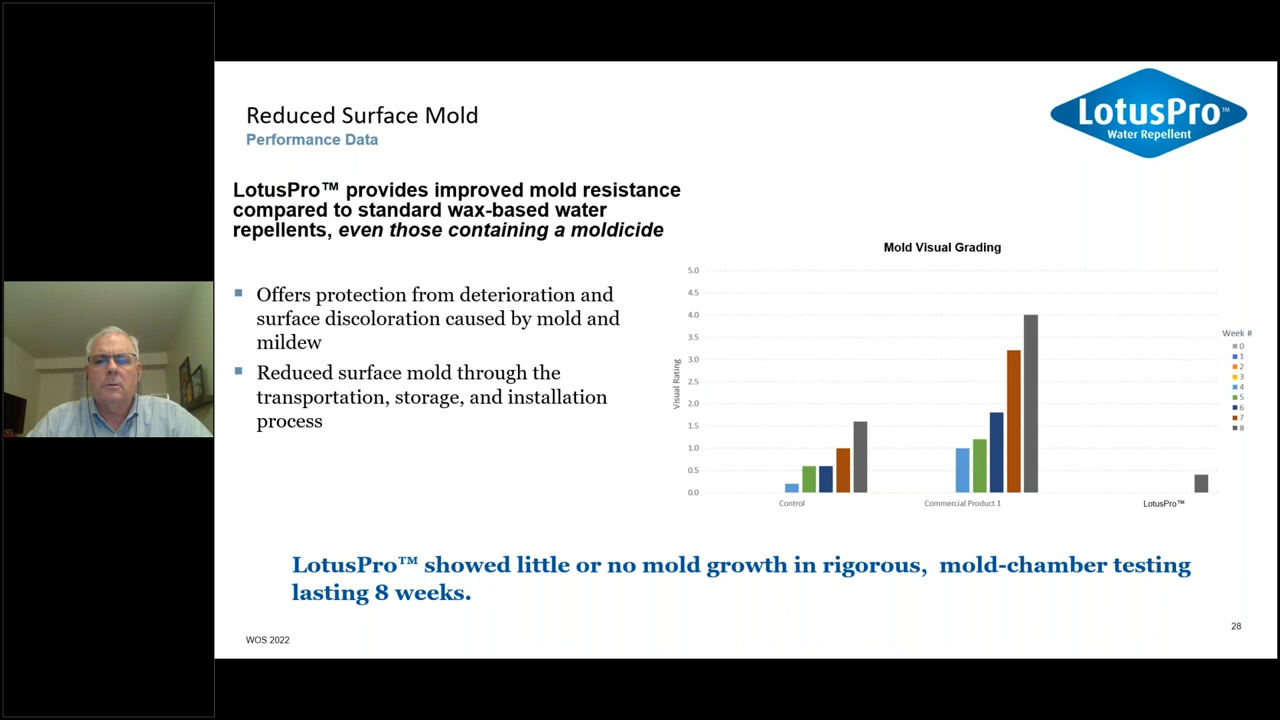 LotusPro™
Water Repellent
Reduced Surface Mold
Performance Data
LotusPro™ provides improved mold resistance
compared to standard wax-based water
repellents, even those containing a moldicide
Offers protection from deterioration and
surface discoloration caused by mold and
mildew
Reduced surface mold through the
transportation, storage, and installation
process
Mold Visual Grading
5.0
4.5
4.0
3.5
3.0
2.5
2.0
1.5
1.0
0.5
0.0
Visual Rating
Control
Commercial Product 1
LotusPro™
Week #
0
1
2
3
4
5
6
7
8
LotusPro™ showed little or no mold growth in rigorous, mold-chamber testing
lasting 8 weeks.
WOS 2022
28